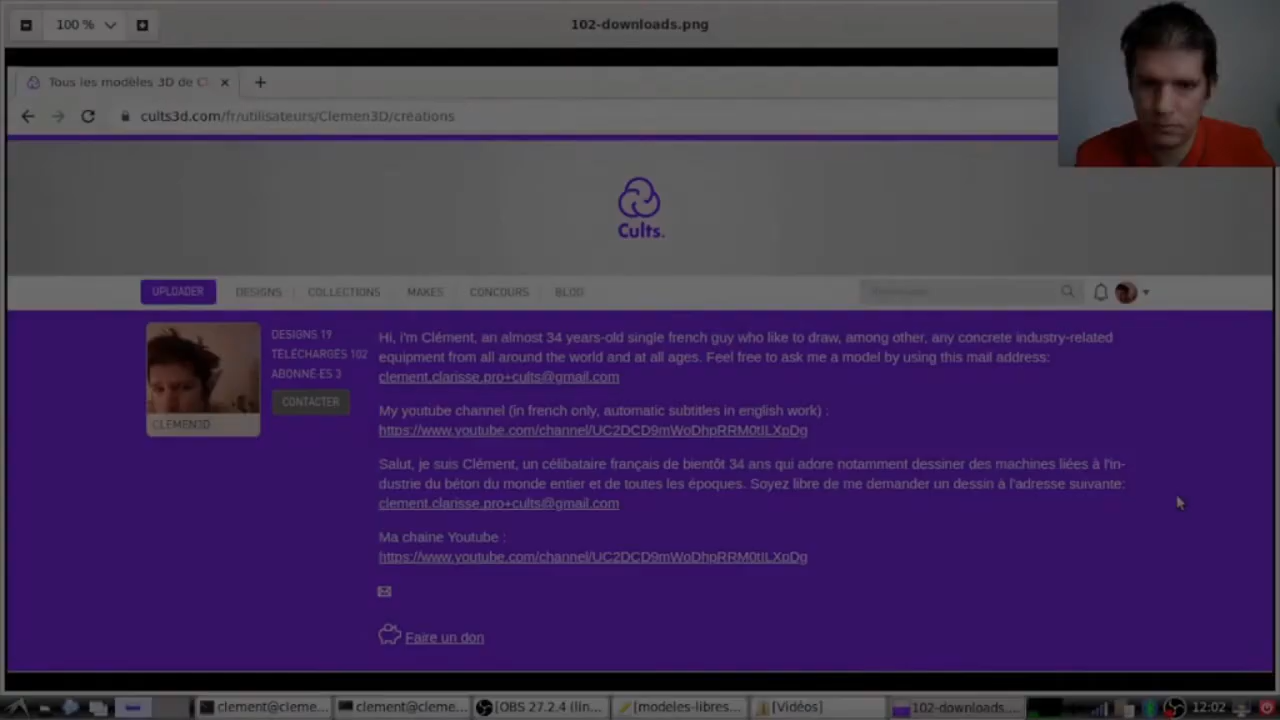 100 %
102-downloads.png
Tous les modèles 3D de C
cults3d.com/fr/utilisateurs/Clemen3D/créations
Cults.
UPLOADER DESIGNS COLLECTIONS MAKES CONCOURS BLOG
DESIGNS 19
TÉLÉCHARGÉS 102
ABONNÉ·ES 3
CONTACTER
CLEMEN3D
Hi, i'm Clément, an almost 34 years-old single french guy who like to draw, among other, any concrete industry-related
equipment from all around the world and at all ages. Feel free to ask me a model by using this mail address:
clement.clarisse.pro+cults@gmail.com
My youtube channel (in french only, automatic subtitles in english work) :
https://www.youtube.com/channel/UC2DCD9mWoDhpRRM0tILXpDg
Salut, je suis Clément, un célibataire français de bientôt 34 ans qui adore notamment dessiner des machines liées à l'in-
dustrie du béton du monde entier et de toutes les époques. Soyez libre de me demander un dessin à l'adresse suivante:
clement.clarisse.pro+cults@gmail.com
Ma chaine Youtube :
https://www.youtube.com/channel/UC2DCD9mWoDhpRRM0tILXpDg
Faire un don
clement@cleme... clement@cleme... [OBS 27.2.4 (lin... [modeles-libres... [Vidéos] 102-downloads.... 12:02